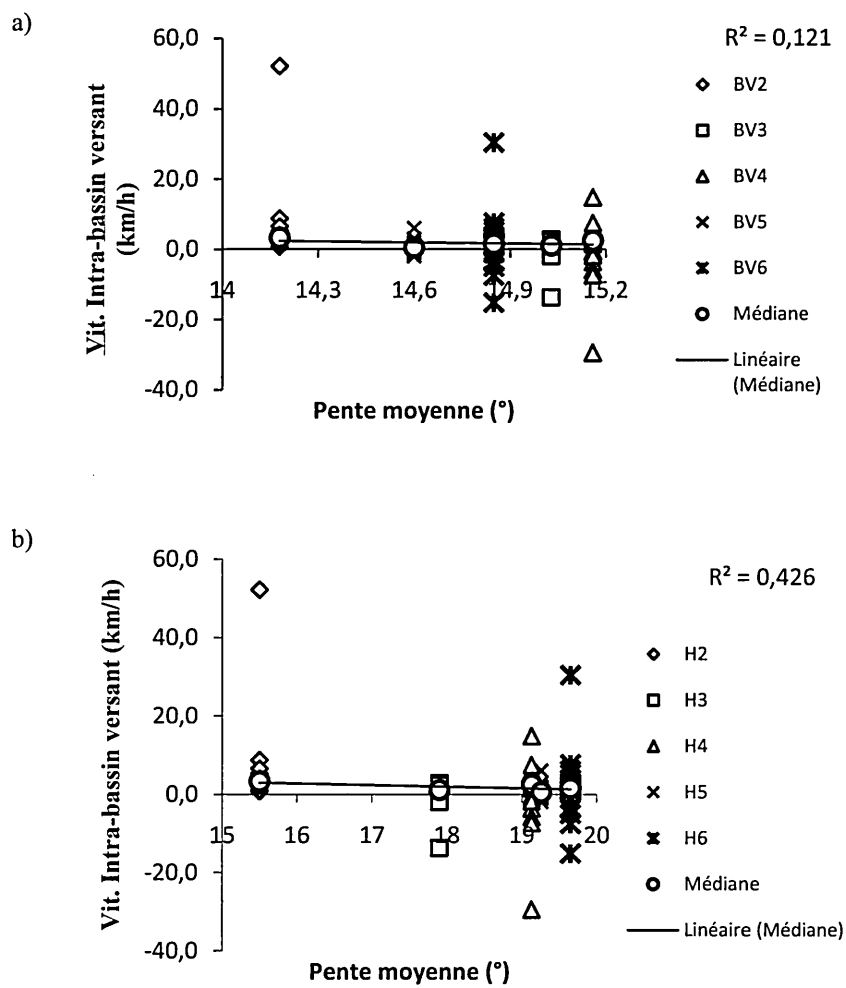 a)
60,0
40,0
20,0
0,0
-20,0
-40,0
14
14,3
14,6
14,9
15,2
Vit. Intra-bassin versant
(km/h)
Pente moyenne (°)
R² = 0,121
BV2
BV3
BV4
BV5
BV6
Médiane
Linéaire
(Médiane)
b)
60,0
40,0
20,0
0,0
-20,0
-40,0
15
16
17
18
19
20
Vit. Intra-bassin versant (km/h)
Pente moyenne (°)
R² = 0,426
H2
H3
H4
H5
H6
Médiane
Linéaire (Médiane)